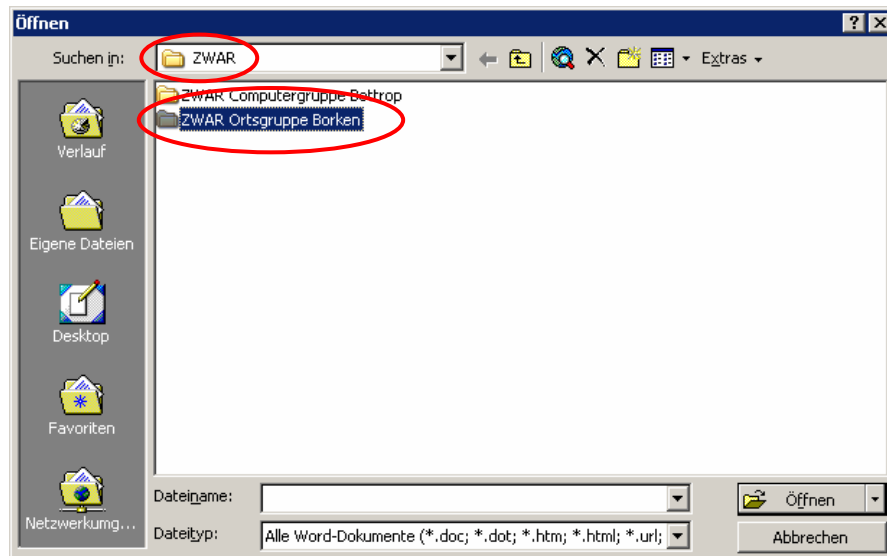 Öffnen
Suchen in: ZWAR Extras
ZWAR Computergruppe Bottrop
ZWAR Ortsgruppe Borken
Verlauf
Eigene Dateien
Desktop
Favoriten
Netzwerkumg...
Dateiname: Öffnen
Dateityp: Alle Word-Dokumente (*.doc; *.dot; *.htm; *.html; *.url; Abbrechen